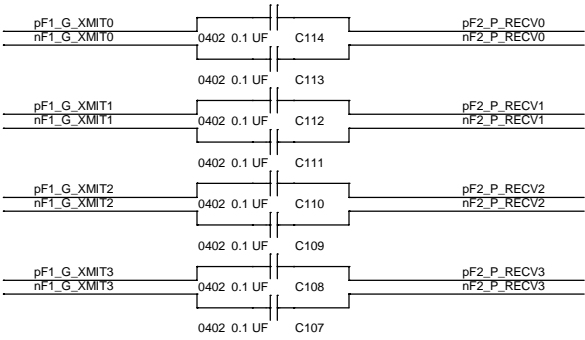 pF1_G_XMIT0 pF2_P_RECV0
nF1_G_XMIT0 0402 0.1 UF C114 nF2_P_RECV0
0402 0.1 UF C113
pF1_G_XMIT1 pF2_P_RECV1
nF1_G_XMIT1 0402 0.1 UF C112 nF2_P_RECV1
0402 0.1 UF C111
pF1_G_XMIT2 pF2_P_RECV2
nF1_G_XMIT2 0402 0.1 UF C110 nF2_P_RECV2
0402 0.1 UF C109
pF1_G_XMIT3 pF2_P_RECV3
nF1_G_XMIT3 0402 0.1 UF C108 nF2_P_RECV3
0402 0.1 UF C107